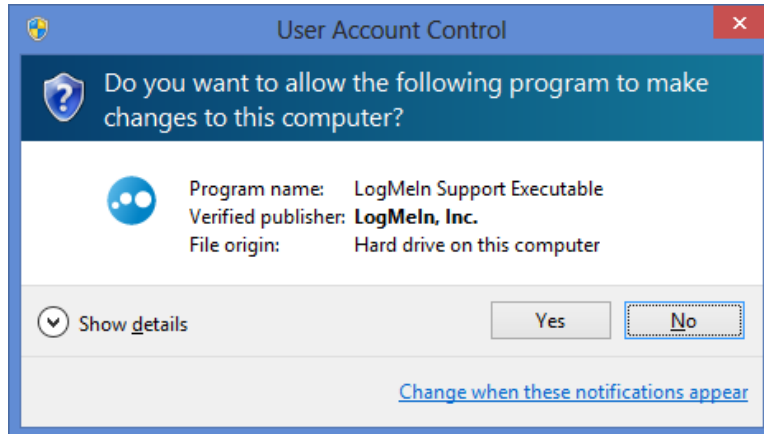 User Account Control
Do you want to allow the following program to make
changes to this computer?
Program name: LogMeIn Support Executable
Verified publisher: LogMeIn, Inc.
File origin: Hard drive on this computer
Show details
Yes
No
Change when these notifications appear